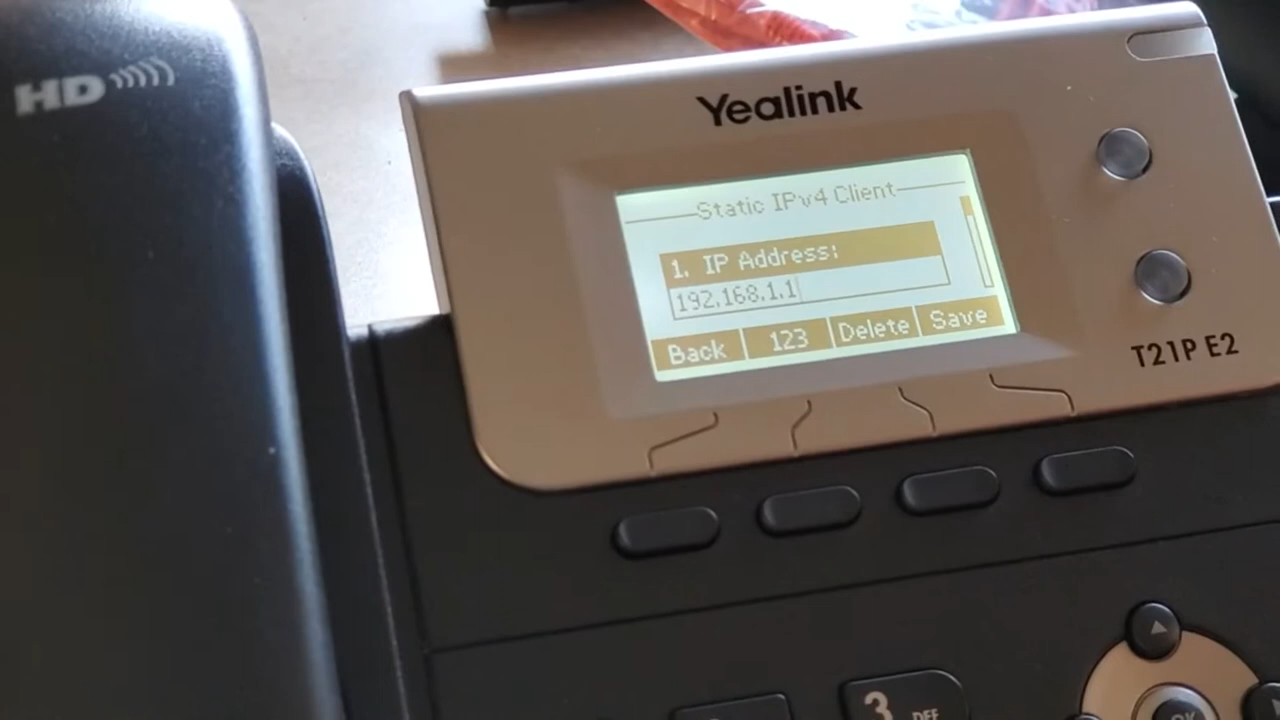 HD
Yealink
Static IPv4 Client
1. IP Address:
192.168.1.1
Back 123 Delete Save
T21P E2
3 DEF
OK